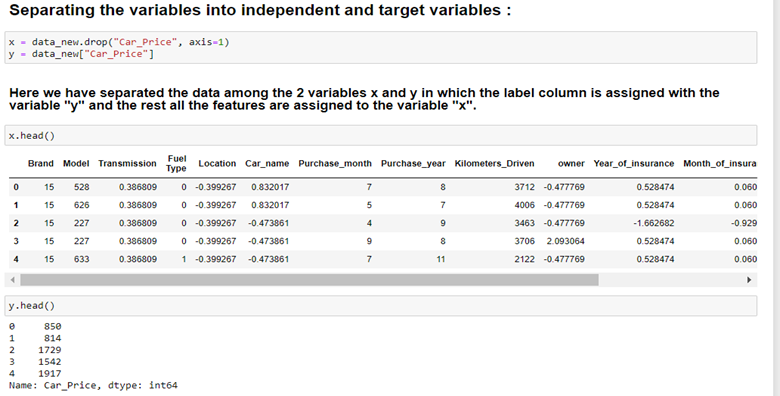 Separating the variables into independent and target variables :
x = data_new.drop("Car_Price", axis=1)
y = data_new["Car_Price"]
Here we have separated the data among the 2 variables x and y in which the label column is assigned with the
variable "y" and the rest all the features are assigned to the variable "x".
x.head()
Brand Model Transmission Fuel Type Location Car_name Purchase_month Purchase_year Kilometers_Driven owner Year_of_insurance Month_of_insura
0 15 528 0.386809 0 -0.399267 0.832017 7 8 3712 -0.477769 0.528474 0.060
1 15 626 0.386809 0 -0.399267 0.832017 5 7 4006 -0.477769 0.528474 0.060
2 15 227 0.386809 0 -0.399267 -0.473861 4 9 3463 -0.477769 -1.662682 -0.929
3 15 227 0.386809 0 -0.399267 -0.473861 9 8 3706 2.093064 0.528474 0.060
4 15 633 0.386809 1 -0.399267 -0.473861 7 11 2122 -0.477769 0.528474 0.060
y.head()
0 850
1 814
2 1729
3 1542
4 1917
Name: Car_Price, dtype: int64